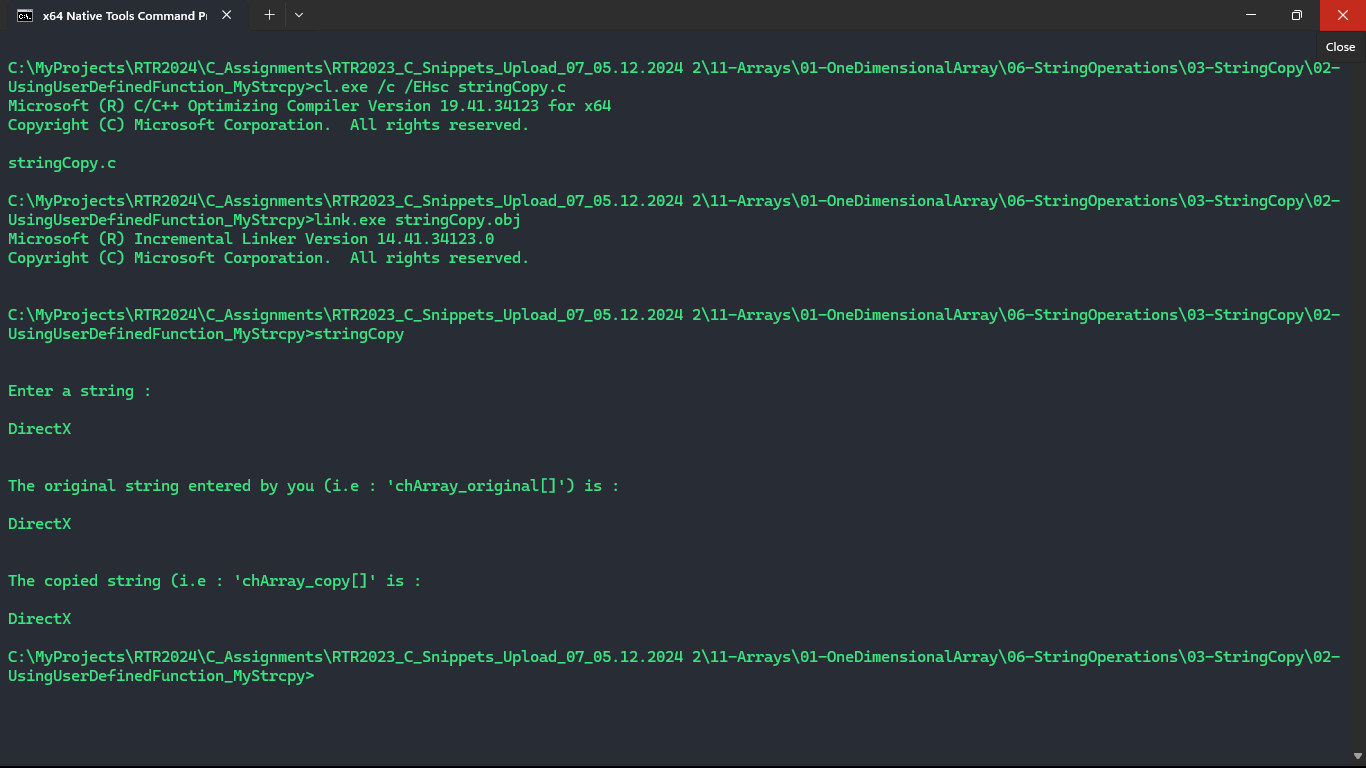 x64 Native Tools Command Pr
Close
C:\MyProjects\RTR2024\C_Assignments\RTR2023_C_Snippets_Upload_07_05.12.2024 2\11-Arrays\01-OneDimensionalArray\06-StringOperations\03-StringCopy\02-
UsingUserDefinedFunction_MyStrcpy>cl.exe /c /EHsc stringCopy.c
Microsoft (R) C/C++ Optimizing Compiler Version 19.41.34123 for x64
Copyright (C) Microsoft Corporation.  All rights reserved.
stringCopy.c
C:\MyProjects\RTR2024\C_Assignments\RTR2023_C_Snippets_Upload_07_05.12.2024 2\11-Arrays\01-OneDimensionalArray\06-StringOperations\03-StringCopy\02-
UsingUserDefinedFunction_MyStrcpy>link.exe stringCopy.obj
Microsoft (R) Incremental Linker Version 14.41.34123.0
Copyright (C) Microsoft Corporation.  All rights reserved.
C:\MyProjects\RTR2024\C_Assignments\RTR2023_C_Snippets_Upload_07_05.12.2024 2\11-Arrays\01-OneDimensionalArray\06-StringOperations\03-StringCopy\02-
UsingUserDefinedFunction_MyStrcpy>stringCopy
Enter a string :
DirectX
The original string entered by you (i.e : 'chArray_original[]') is :
DirectX
The copied string (i.e : 'chArray_copy[]' is :
DirectX
C:\MyProjects\RTR2024\C_Assignments\RTR2023_C_Snippets_Upload_07_05.12.2024 2\11-Arrays\01-OneDimensionalArray\06-StringOperations\03-StringCopy\02-
UsingUserDefinedFunction_MyStrcpy>